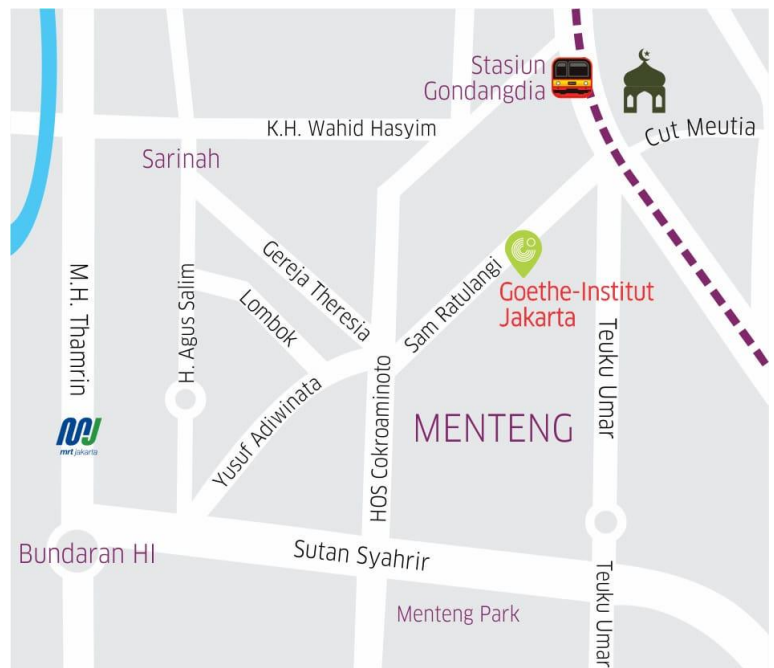 Stasiun
Gondangdia
Cut Meutia
K.H. Wahid Hasyim
Sarinah
Gereja Theresia
Sam Ratulangi
Goethe-Institut
Jakarta
M.H. Thamrin
H. Agus Salim
Lombok
Teuku Umar
Yusuf Adiwinata
HOS Cokroaminoto
MENTENG
mrt jakarta
Bundaran HI
Sutan Syahrir
Teuku Umar
Menteng Park